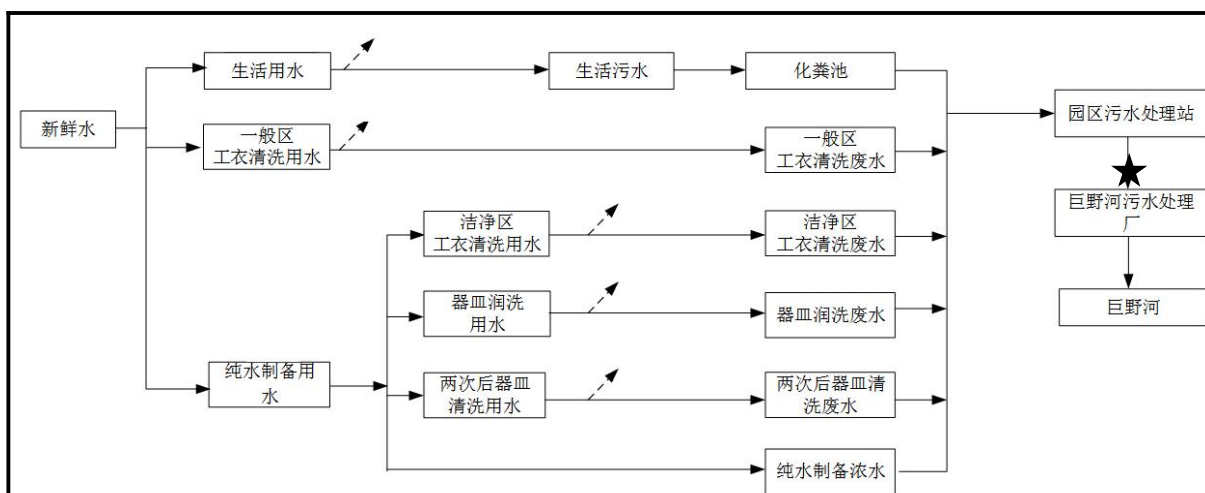 新鲜水
生活用水
生活污水
化粪池
园区污水处理站
一般区
工衣清洗用水
一般区
工衣清洗废水
巨野河污水处理
厂
巨野河
洁净区
工衣清洗用水
洁净区
工衣清洗废水
器皿润洗
用水
器皿润洗废水
纯水制备用
水
两次后器皿
清洗用水
两次后器皿清
洗废水
纯水制备浓水